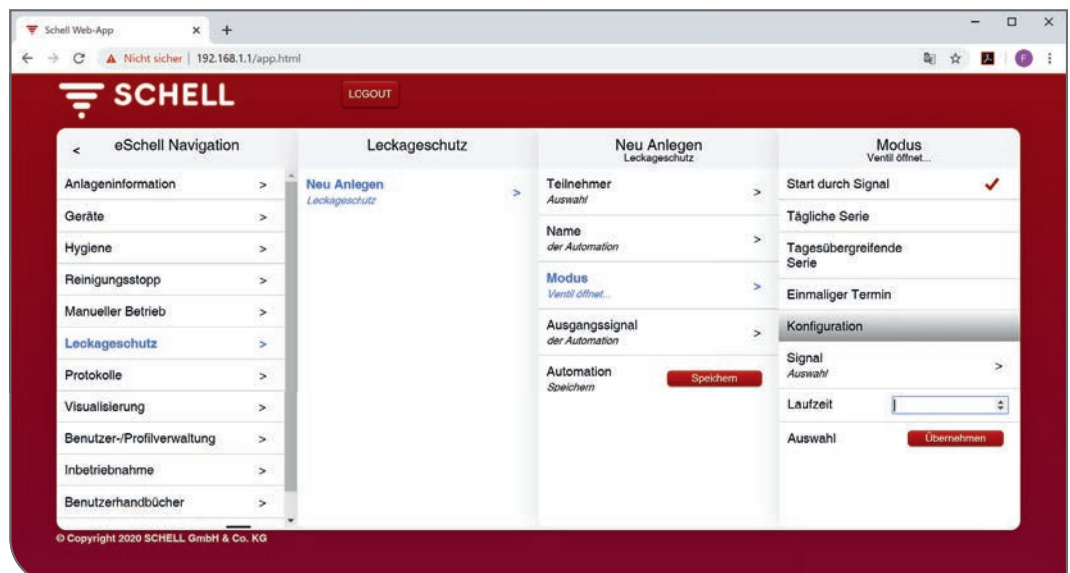 Schell Web-App
Nicht sicher | 192.168.1.1/app.html
F
SCHELL
LOGOUT
< eSchell Navigation
Anlageninformation >
Geräte >
Hygiene >
Reinigungsstopp >
Manueller Betrieb >
Leckageschutz >
Protokolle >
Visualisierung >
Benutzer-/Profilverwaltung >
Inbetriebnahme >
Benutzerhandbücher >
Leckageschutz
Neu Anlegen >
Leckageschutz
Neu Anlegen
Leckageschutz
Teilnehmer >
Auswahl
Name >
der Automation
Modus >
Ventil öffnet...
Ausgangssignal >
der Automation
Automation
Speichern
Speichern
Modus
Ventil öffnet...
Start durch Signal
Tägliche Serie
Tagesübergreifende
Serie
Einmaliger Termin
Konfiguration
Signal >
Auswahl
Laufzeit
Auswahl Übernehmen
© Copyright 2020 SCHELL GmbH & Co. KG